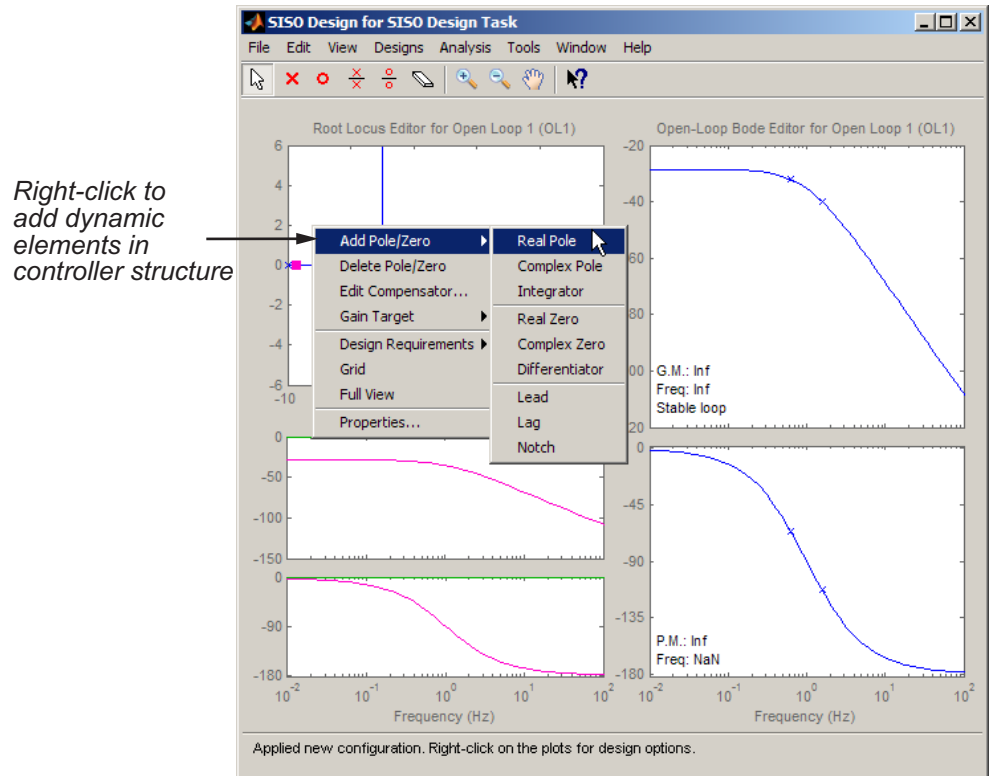 SISO Design for SISO Design Task
File Edit View Designs Analysis Tools Window Help
Root Locus Editor for Open Loop 1 (OL1)
Open-Loop Bode Editor for Open Loop 1 (OL1)
Right-click to
add dynamic
elements in
controller structure
6
4
2
0
-2
-4
-6
-10
Add Pole/Zero
Delete Pole/Zero
Edit Compensator...
Gain Target
Design Requirements
Grid
Full View
Properties...
Real Pole
Complex Pole
Integrator
Real Zero
Complex Zero
Differentiator
Lead
Lag
Notch
-20
-40
60
80
00
20
G.M.: Inf
Freq: Inf
Stable loop
0
-50
-100
-150
0
-90
-180
10^-2 10^-1 10^0 10^1 10^2
Frequency (Hz)
0
-45
-90
-135
-180
P.M.: Inf
Freq: NaN
10^-2 10^-1 10^0 10^1 10^2
Frequency (Hz)
Applied new configuration. Right-click on the plots for design options.